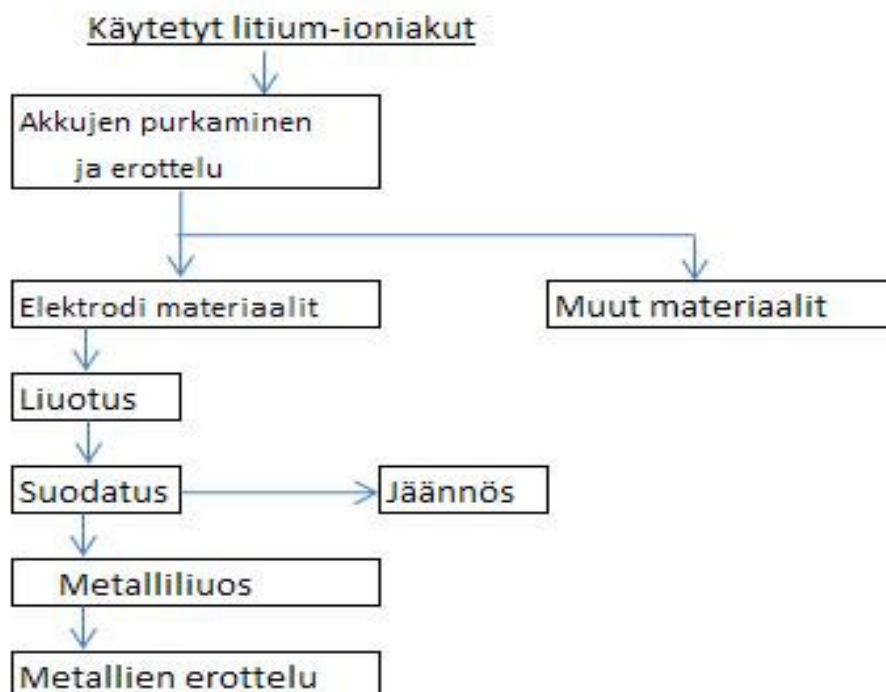 Käytetyt litium-ioniakut
Akkujen purkaminen
ja erottelu
Elektrodi materiaalit
Muut materiaalit
Liuotus
Suodatus
Jäännös
Metalliliuos
Metallien erottelu